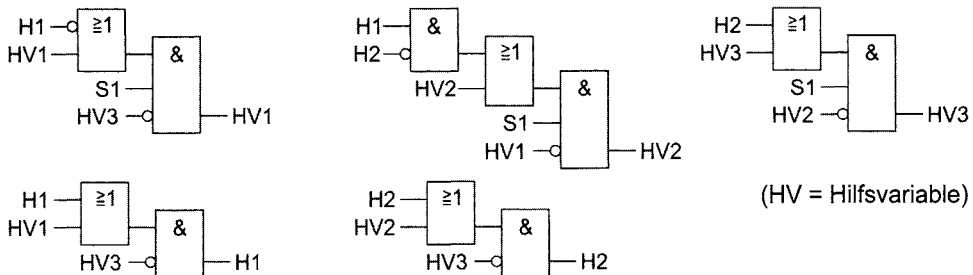 H1
≧1
HV1
&
S1
HV3
HV1
H1
&
H2
≧1
HV2
&
S1
HV1
HV2
H2
≧1
HV3
&
S1
HV2
HV3
H1
≧1
HV1
&
HV3
H1
H2
≧1
HV2
&
HV3
H2
(HV = Hilfsvariable)